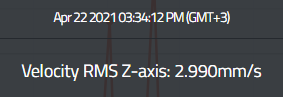 Apr 22 2021 03:34:12 PM (GMT+3)
Velocity RMS Z-axis: 2.990mm/s